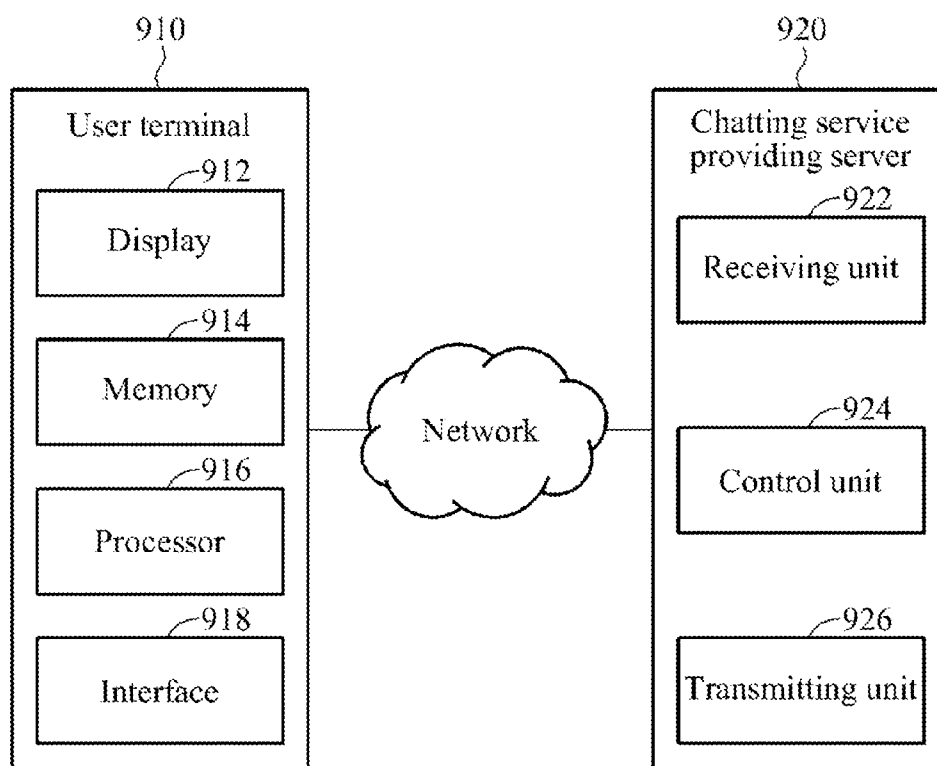 910
User terminal
912
Display
914
Memory
916
Processor
918
Interface
Network
920
Chatting service
providing server
922
Receiving unit
924
Control unit
926
Transmitting unit